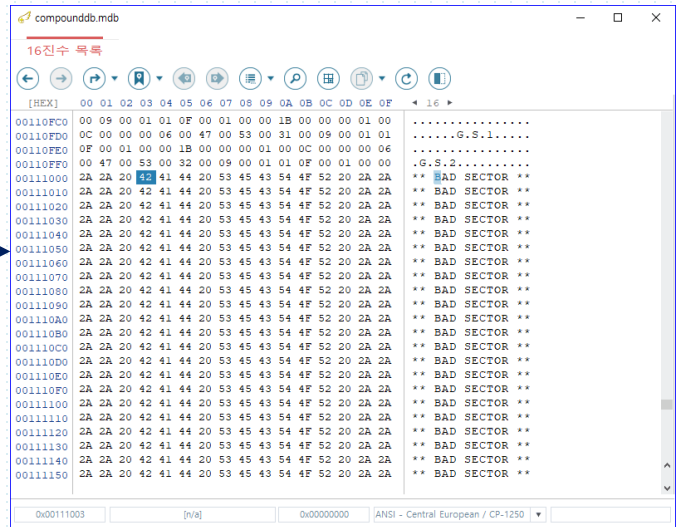 compounddb.mdb
16진수 목록
[HEX] 00 01 02 03 04 05 06 07 08 09 0A 0B 0C 0D 0E 0F 16
00110FC0 00 09 00 01 01 0F 00 01 00 00 1B 00 00 00 01 00 ................
00110FD0 0C 00 00 00 06 00 47 00 53 00 31 00 09 00 01 01 ......G.S.1.....
00110FE0 0F 00 01 00 00 1B 00 00 00 01 00 0C 00 00 00 06 ................
00110FF0 00 47 00 53 00 32 00 09 00 01 01 0F 00 01 00 00 .G.S.2..........
00111000 2A 2A 20 42 41 44 20 53 45 43 54 4F 52 20 2A 2A ** BAD SECTOR **
00111010 2A 2A 20 42 41 44 20 53 45 43 54 4F 52 20 2A 2A ** BAD SECTOR **
00111020 2A 2A 20 42 41 44 20 53 45 43 54 4F 52 20 2A 2A ** BAD SECTOR **
00111030 2A 2A 20 42 41 44 20 53 45 43 54 4F 52 20 2A 2A ** BAD SECTOR **
00111040 2A 2A 20 42 41 44 20 53 45 43 54 4F 52 20 2A 2A ** BAD SECTOR **
00111050 2A 2A 20 42 41 44 20 53 45 43 54 4F 52 20 2A 2A ** BAD SECTOR **
00111060 2A 2A 20 42 41 44 20 53 45 43 54 4F 52 20 2A 2A ** BAD SECTOR **
00111070 2A 2A 20 42 41 44 20 53 45 43 54 4F 52 20 2A 2A ** BAD SECTOR **
00111080 2A 2A 20 42 41 44 20 53 45 43 54 4F 52 20 2A 2A ** BAD SECTOR **
00111090 2A 2A 20 42 41 44 20 53 45 43 54 4F 52 20 2A 2A ** BAD SECTOR **
001110A0 2A 2A 20 42 41 44 20 53 45 43 54 4F 52 20 2A 2A ** BAD SECTOR **
001110B0 2A 2A 20 42 41 44 20 53 45 43 54 4F 52 20 2A 2A ** BAD SECTOR **
001110C0 2A 2A 20 42 41 44 20 53 45 43 54 4F 52 20 2A 2A ** BAD SECTOR **
001110D0 2A 2A 20 42 41 44 20 53 45 43 54 4F 52 20 2A 2A ** BAD SECTOR **
001110E0 2A 2A 20 42 41 44 20 53 45 43 54 4F 52 20 2A 2A ** BAD SECTOR **
001110F0 2A 2A 20 42 41 44 20 53 45 43 54 4F 52 20 2A 2A ** BAD SECTOR **
00111100 2A 2A 20 42 41 44 20 53 45 43 54 4F 52 20 2A 2A ** BAD SECTOR **
00111110 2A 2A 20 42 41 44 20 53 45 43 54 4F 52 20 2A 2A ** BAD SECTOR **
00111120 2A 2A 20 42 41 44 20 53 45 43 54 4F 52 20 2A 2A ** BAD SECTOR **
00111130 2A 2A 20 42 41 44 20 53 45 43 54 4F 52 20 2A 2A ** BAD SECTOR **
00111140 2A 2A 20 42 41 44 20 53 45 43 54 4F 52 20 2A 2A ** BAD SECTOR **
00111150 2A 2A 20 42 41 44 20 53 45 43 54 4F 52 20 2A 2A ** BAD SECTOR **
0x00111003 [n/a] 0x00000000 ANSI - Central European / CP-1250